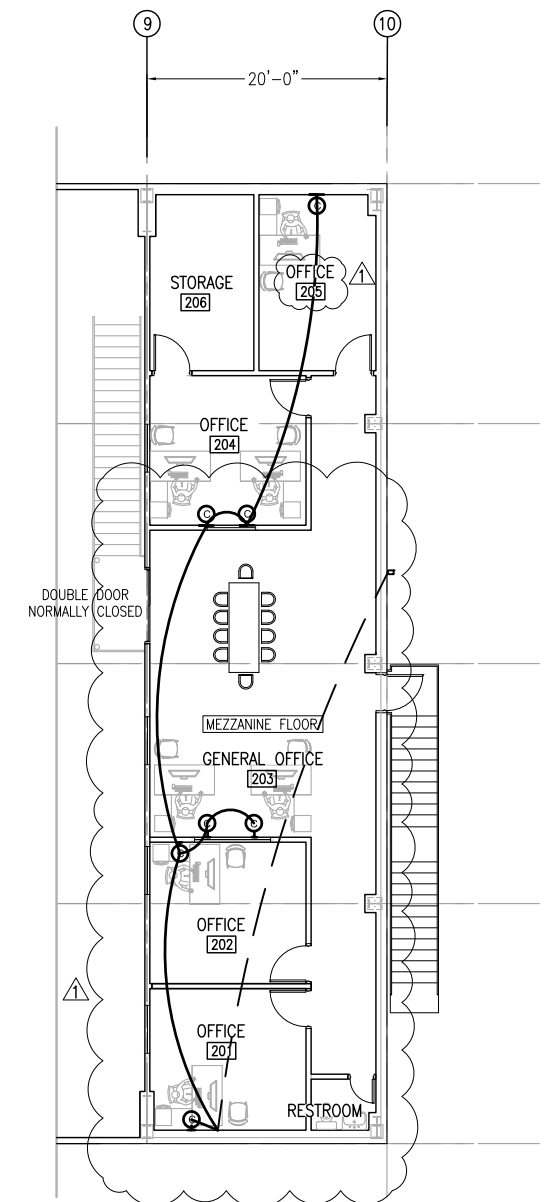 9
10
20'-0"
STORAGE
206
OFFICE
205
1
OFFICE
204
C
C
C
DOUBLE DOOR
NORMALLY CLOSED
MEZZANINE FLOOR
GENERAL OFFICE
203
C
C
C
OFFICE
202
1
OFFICE
201
RESTROOM
C